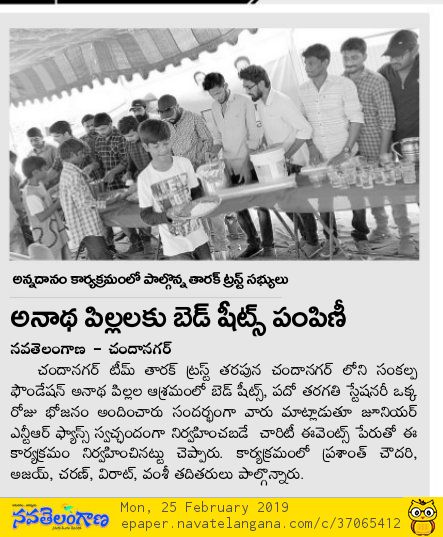 అన్నదానం కార్యక్రమంలో పాల్గొన్న తారక్ ట్రస్ట్ సభ్యులు
అనాథ పిల్లలకు బెడ్ షీట్స్ పంపిణీ
నవతెలంగాణ - చందానగర్
చందానగర్ టీమ్ తారక్ ట్రస్ట్ తరపున చందానగర్ లోని సంకల్ప
ఫౌండేషన్ అనాథ పిల్లల ఆశ్రమంలో బెడ్ షీట్స్, పదో తరగతి స్టేషనరీ ఒక్క
రోజు భోజనం అందించారు సందర్భంగా వారు మాట్లాడుతూ జూనియర్
ఎన్టీఆర్ ఫ్యాన్స్ స్వచ్ఛందంగా నిర్వహించబడే చారిటీ ఈవెంట్స్ పేరుతో ఈ
కార్యక్రమం నిర్వహించినట్టు చెప్పారు. కార్యక్రమంలో ప్రశాంత్ చౌదరి,
అజయ్, చరణ్, విరాట్, వంశీ తదితరులు పాల్గొన్నారు.
నవతెలంగాణ
Mon, 25 February 2019
epaper.navatelangana.com/c/37065412